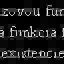 zovou fun
á funkcia f
existencie